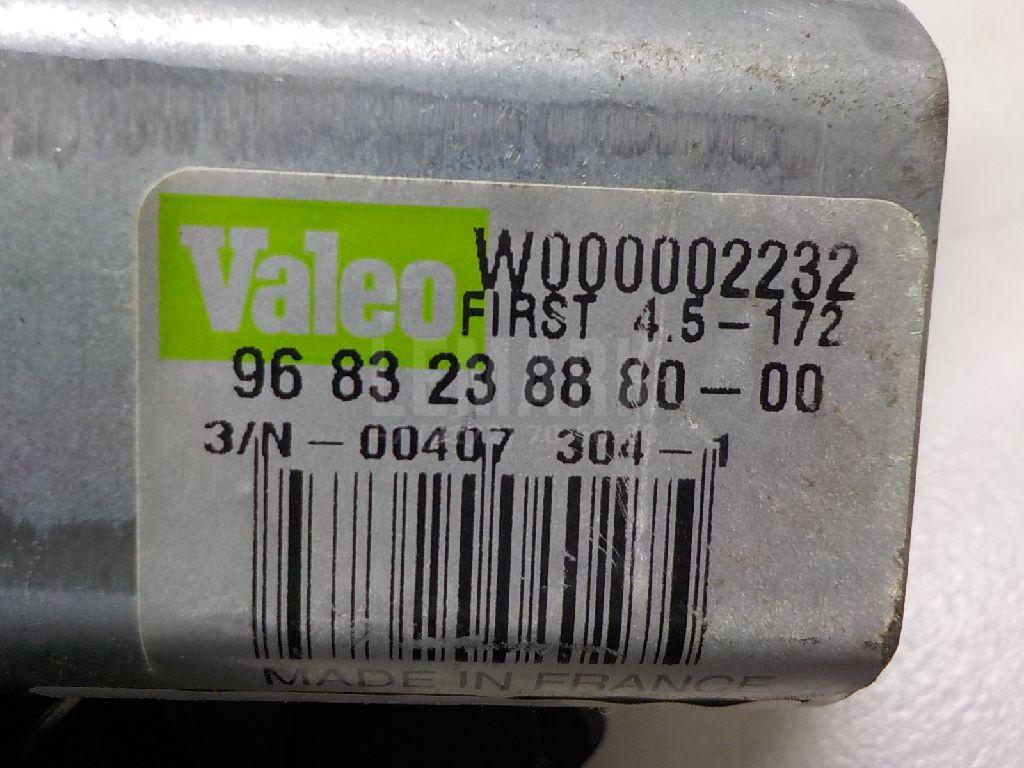 Valeo W000002232
FIRST 4.5-172
96 83 23 88 80-00
3/N-00407 304-1
MADE IN FRANCE